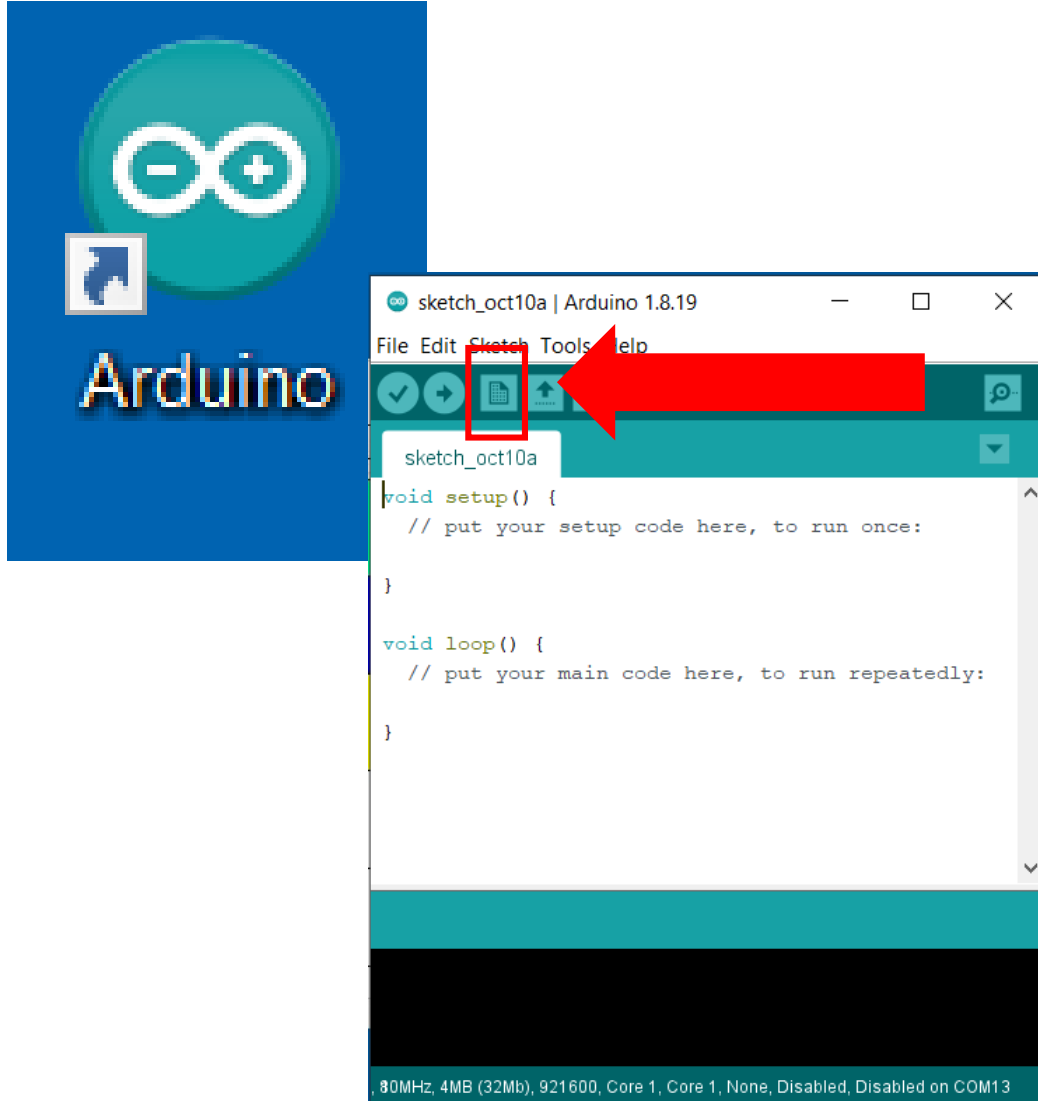 Arduino
sketch_oct10a | Arduino 1.8.19
File Edit Sketch Tools Help
sketch_oct10a
void setup() {
// put your setup code here, to run once:
}
void loop() {
// put your main code here, to run repeatedly:
}
, 80MHz, 4MB (32Mb), 921600, Core 1, Core 1, None, Disabled, Disabled on COM13